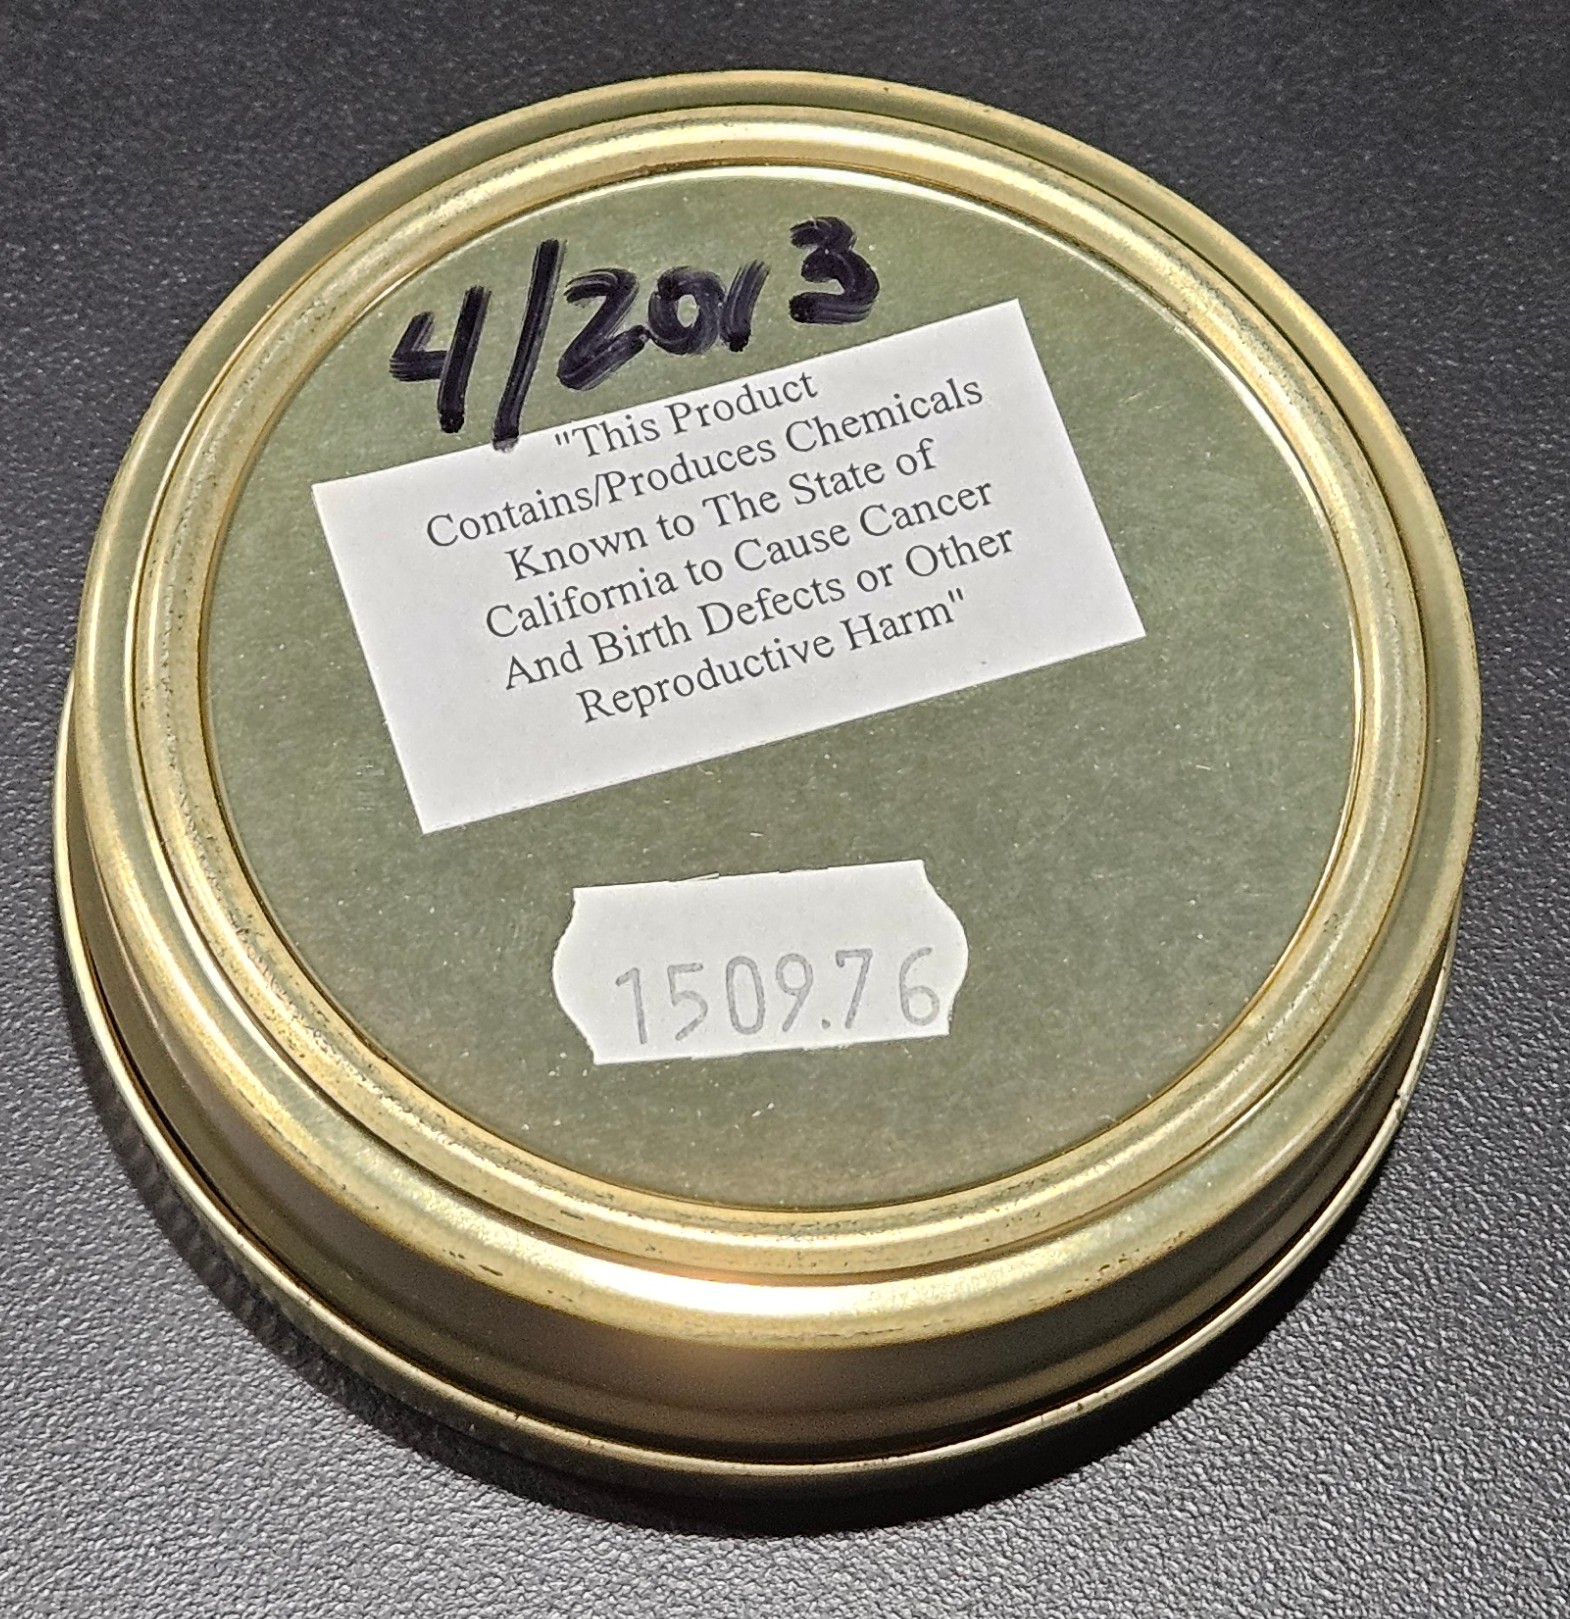 4/2013
"This Product
Contains/Produces Chemicals
Known to The State of
California to Cause Cancer
And Birth Defects or Other
Reproductive Harm"
1509.76